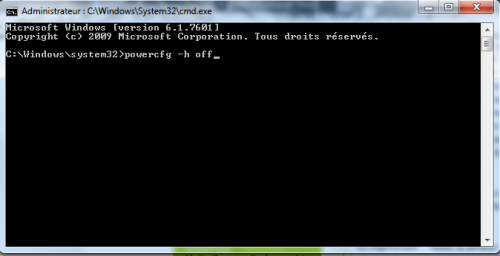 Administrateur : C:\Windows\System32\cmd.exe
Microsoft Windows [version 6.1.7601]
Copyright (c) 2009 Microsoft Corporation. Tous droits réservés.
C:\Windows\system32>powercfg -h off_